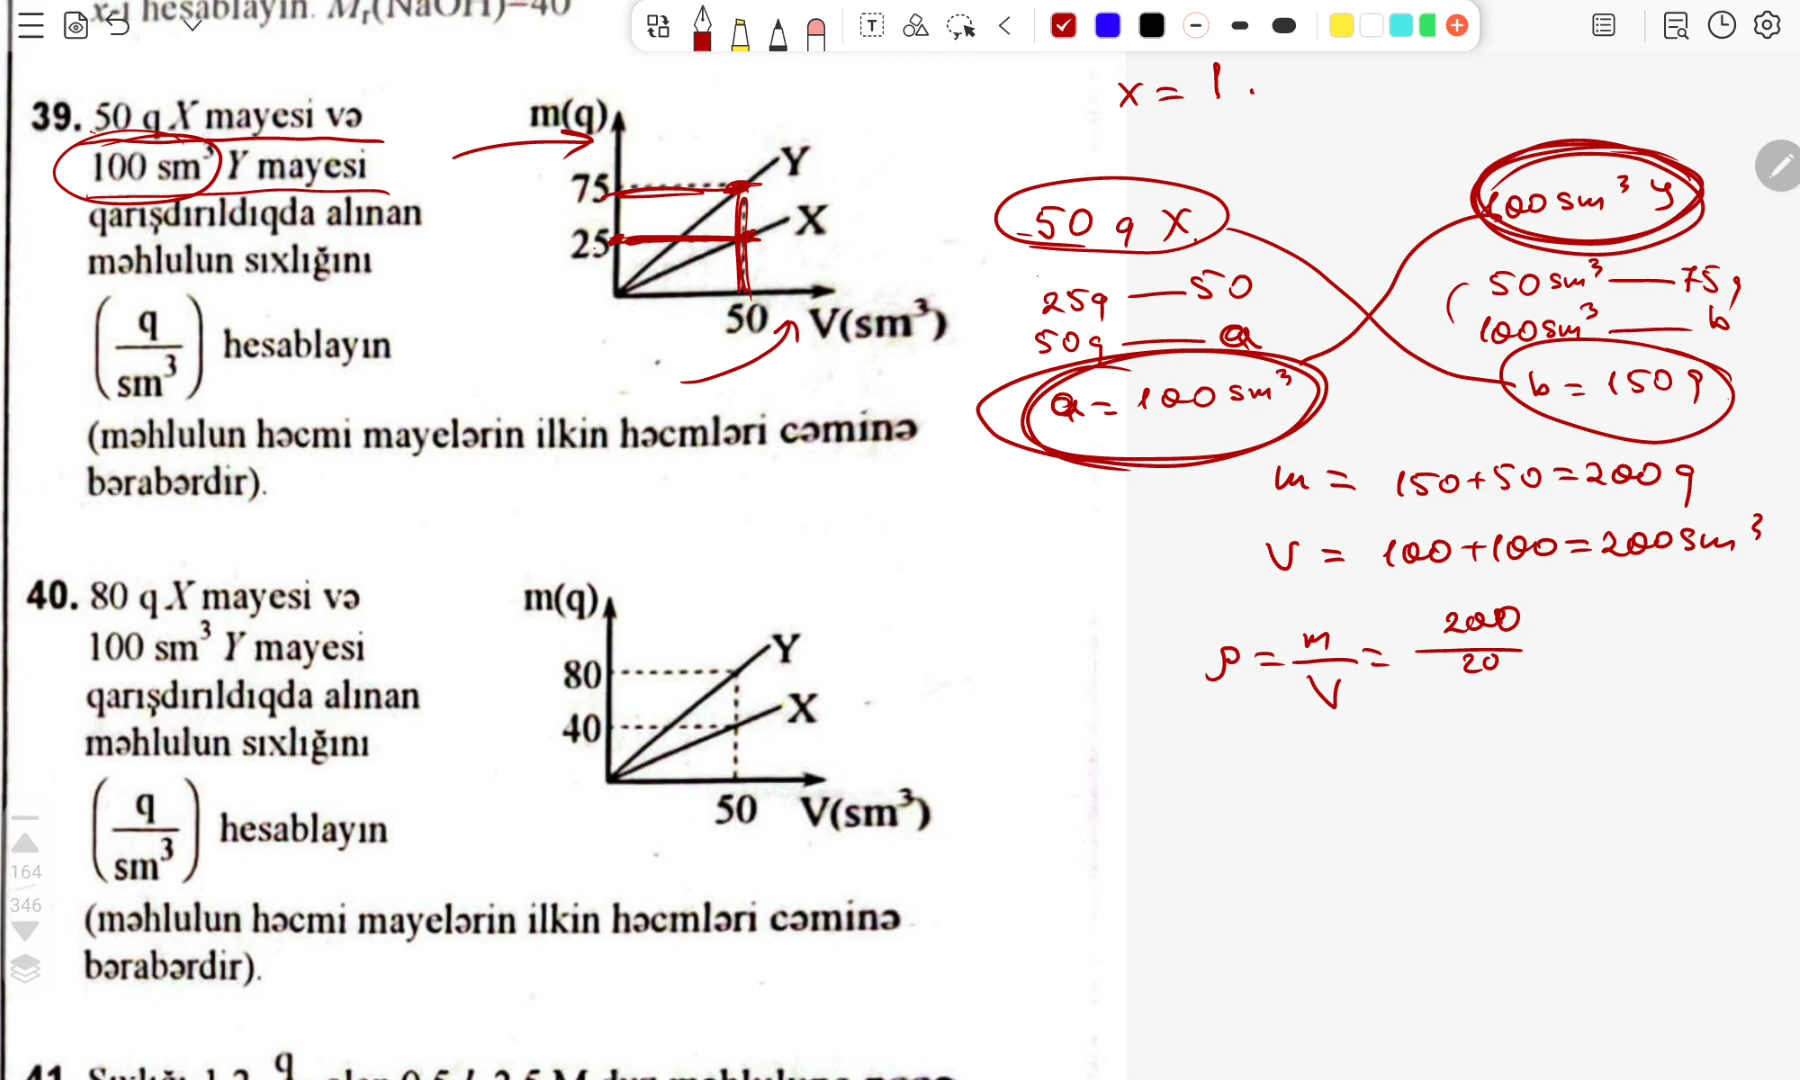 x-ı hesablayın. Mr(NaOH)=40
39. 50 q X mayesi və
100 sm³ Y mayesi
qarışdırıldıqda alınan
məhlulun sıxlığını
(q/sm³) hesablayın
(məhlulun həcmi mayelərin ilkin həcmləri cəminə
bərabərdir).
m(q)
Y
75
X
25
50 V(sm³)
40. 80 q X mayesi və
100 sm³ Y mayesi
qarışdırıldıqda alınan
məhlulun sıxlığını
(q/sm³) hesablayın
(məhlulun həcmi mayelərin ilkin həcmləri cəminə
bərabərdir).
m(q)
Y
80
X
40
50 V(sm³)
164
346
T
x = 1.
50 q X
100 sm³ Y
25q — 50
50 sm³ — 75q
50q — a
100 sm³ — b
a = 100 sm³
b = 150 q
m = 150+50=200 q
V = 100+100=200 sm³
ρ = m/V = 200/20